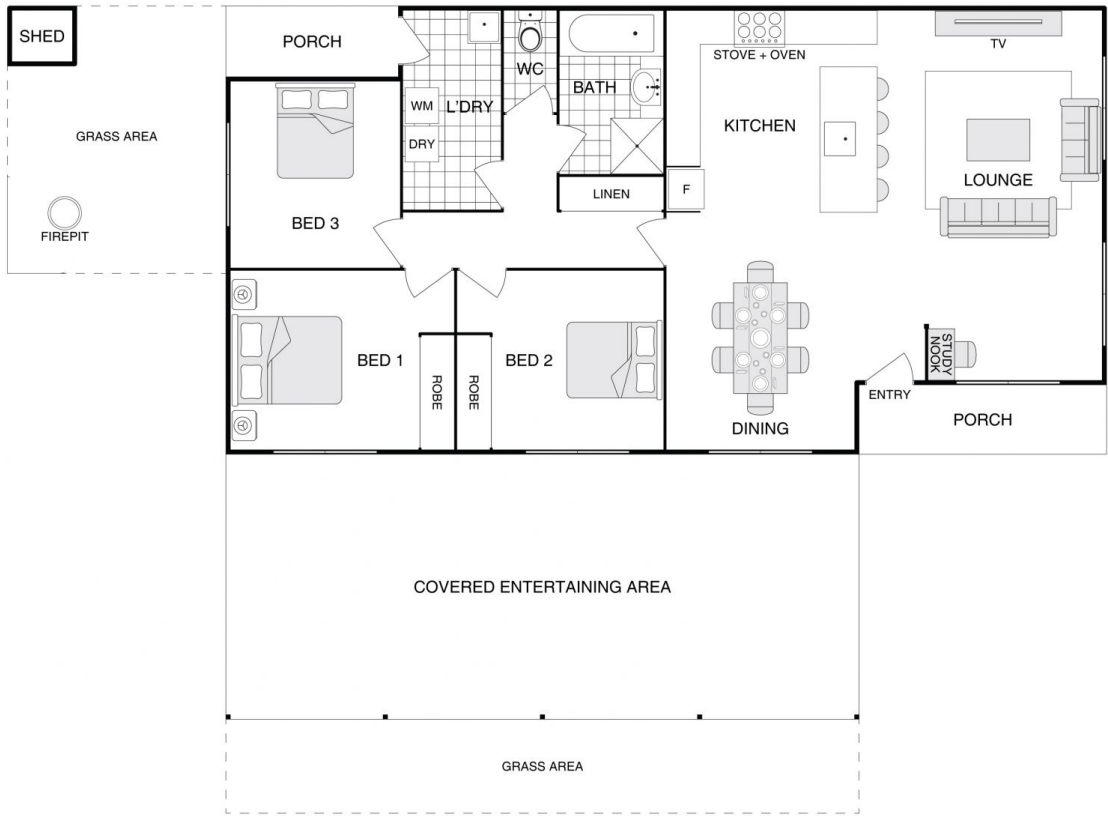 SHED
PORCH
WC
TV
STOVE + OVEN
BATH
GRASS AREA
WM
L'DRY
KITCHEN
DRY
LOUNGE
LINEN
F
BED 3
FIREPIT
BED 1
BED 2
STUDY
NOOK
ROBE
ROBE
ENTRY
DINING
PORCH
COVERED ENTERTAINING AREA
GRASS AREA